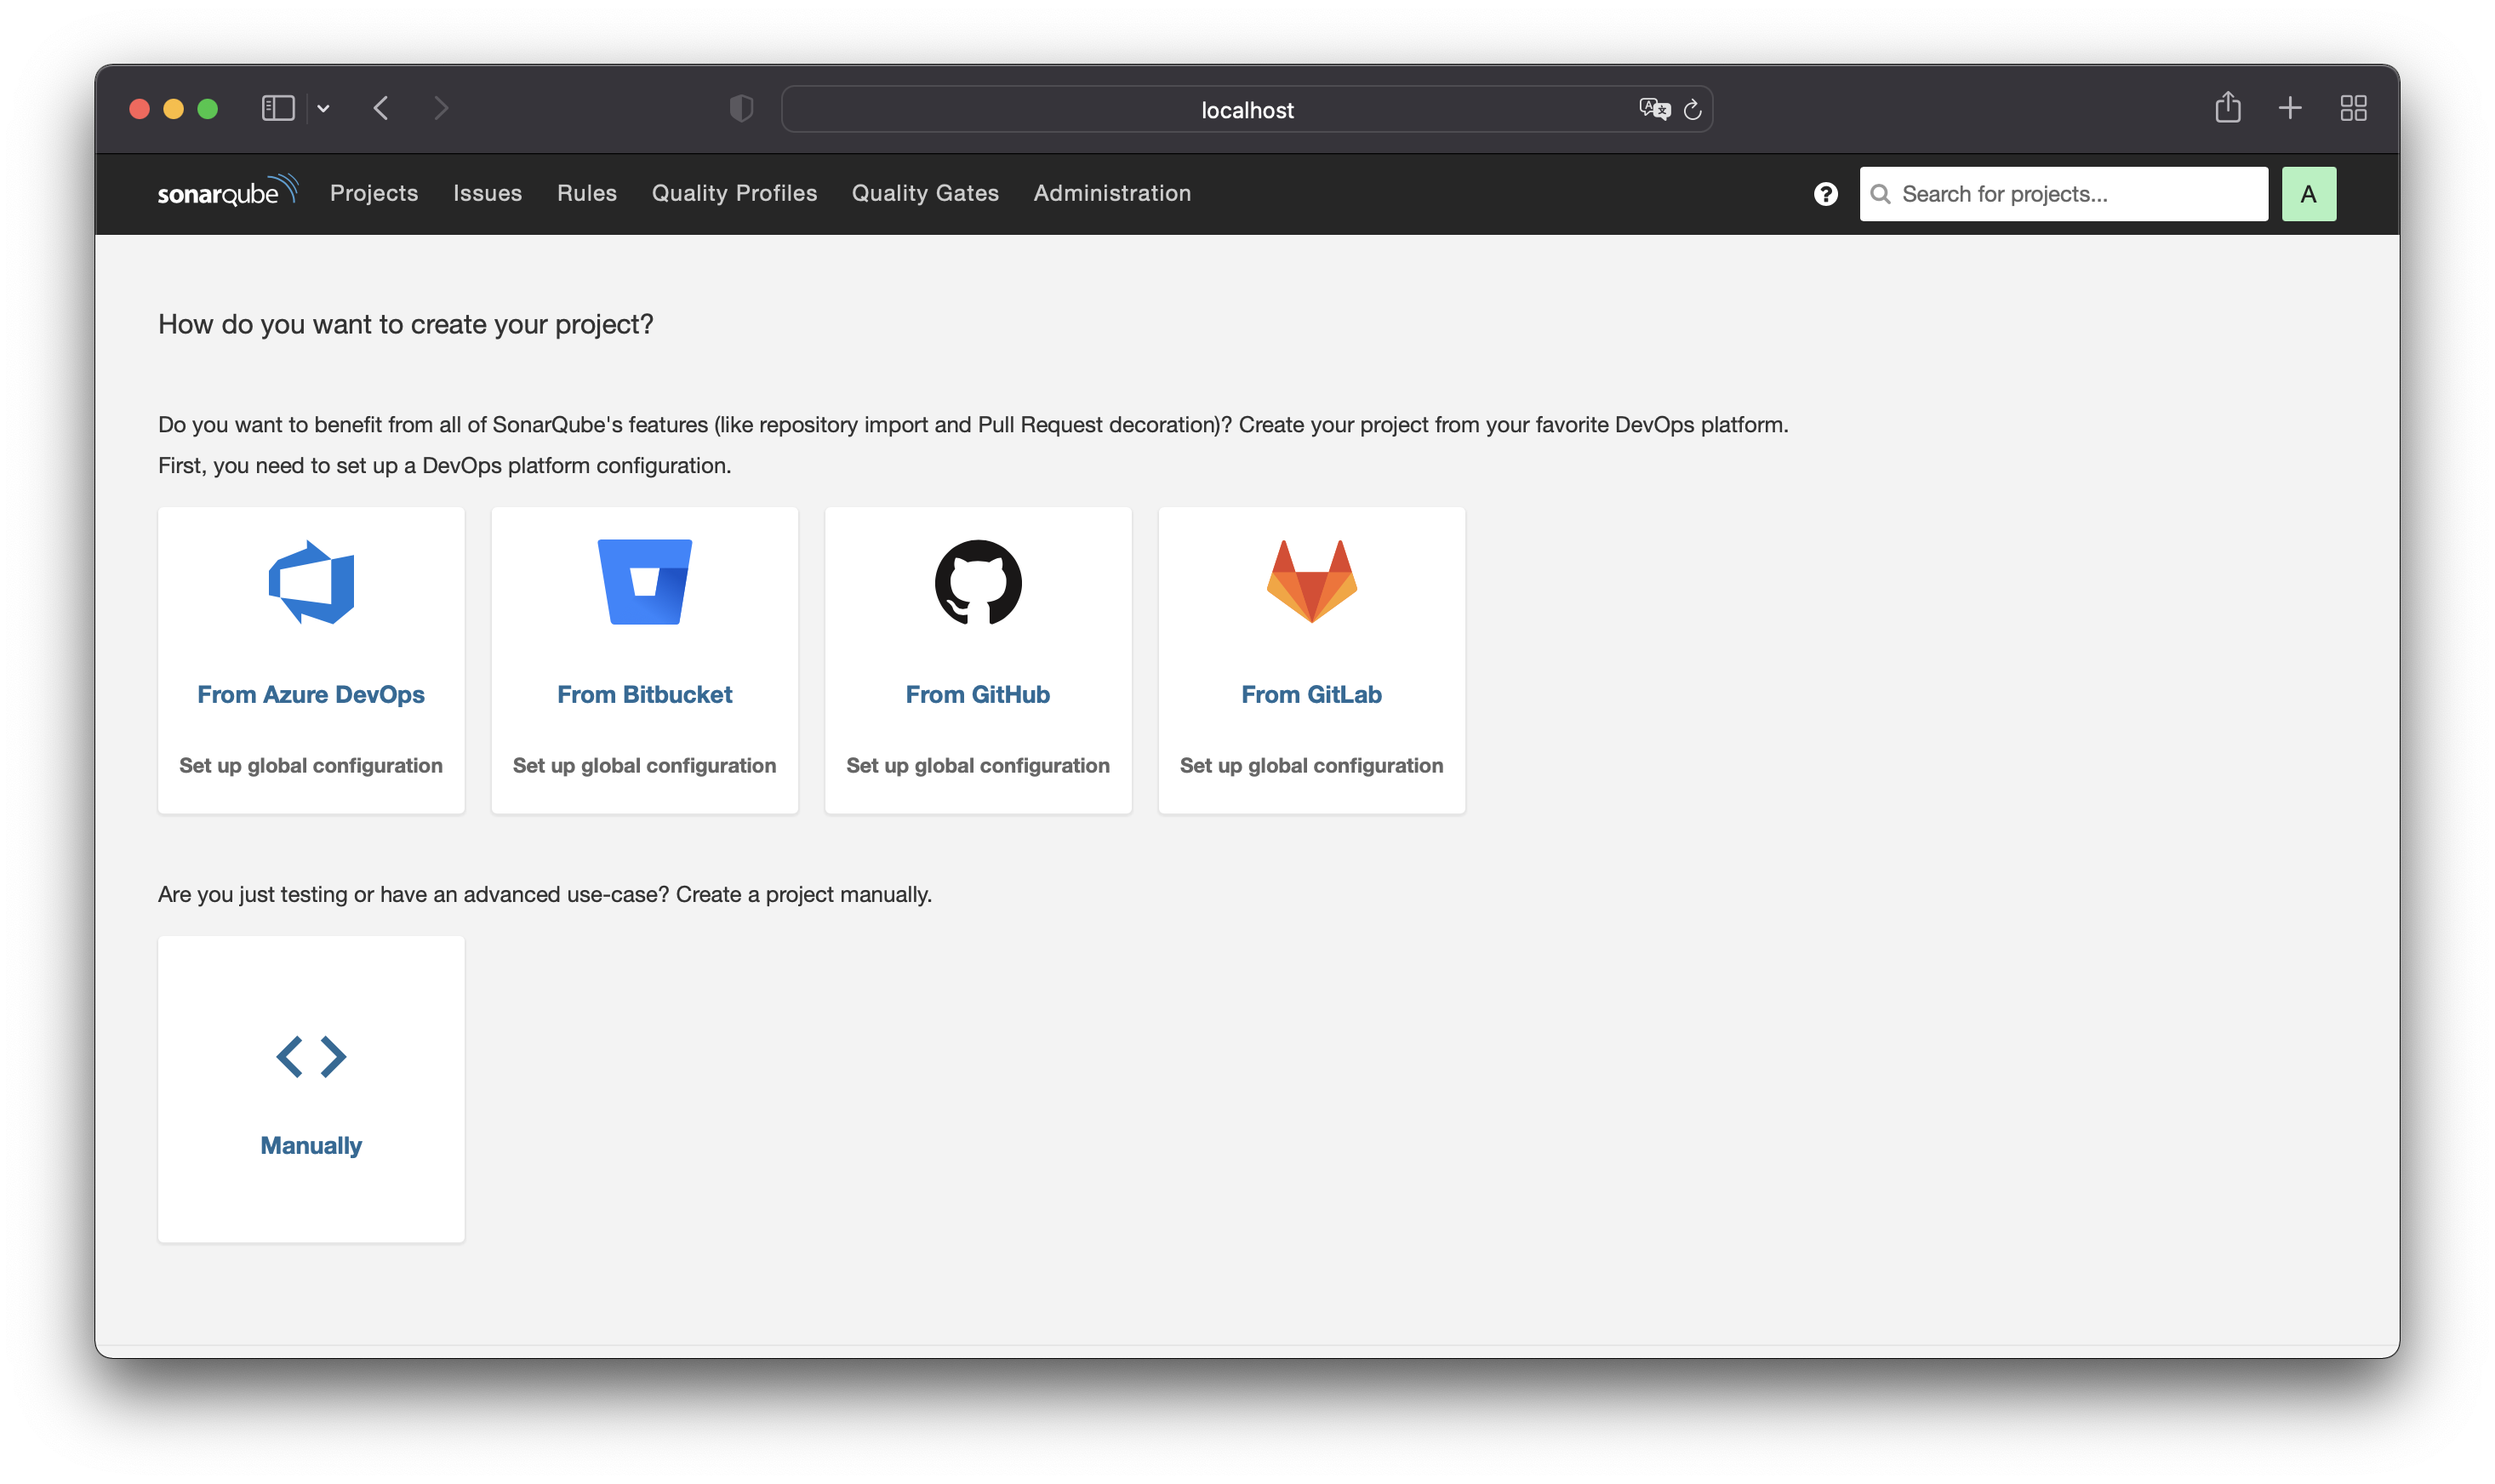 localhost
sonarqube Projects Issues Rules Quality Profiles Quality Gates Administration ? Search for projects... A
How do you want to create your project?
Do you want to benefit from all of SonarQube's features (like repository import and Pull Request decoration)? Create your project from your favorite DevOps platform.
First, you need to set up a DevOps platform configuration.
From Azure DevOps From Bitbucket From GitHub From GitLab
Set up global configuration Set up global configuration Set up global configuration Set up global configuration
Are you just testing or have an advanced use-case? Create a project manually.
Manually